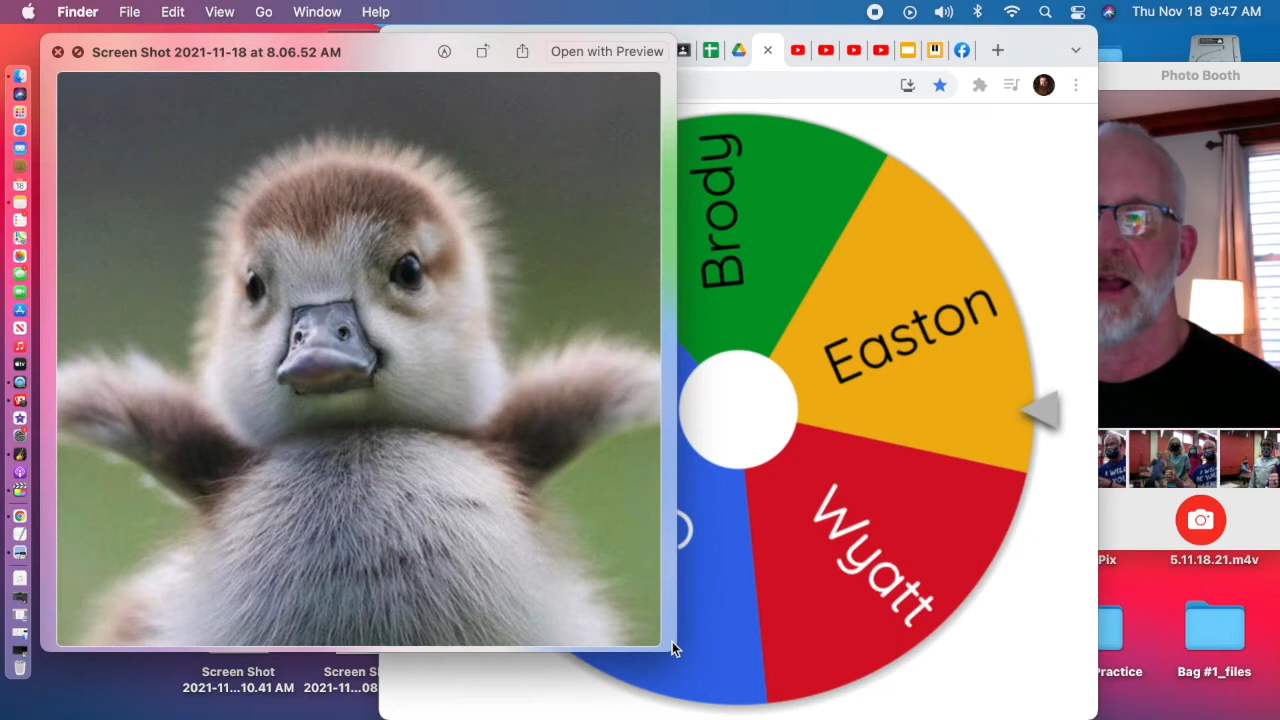 Finder File Edit View Go Window Help Thu Nov 18 9:47 AM
Screen Shot 2021-11-18 at 8.06.52 AM Open with Preview
Photo Booth
Brody
Easton
Wyatt
Pix 5.11.18.21.m4v
Screen Shot
2021-11...10.41 AM
Screen S
2021-11...08
Practice Bag #1_files